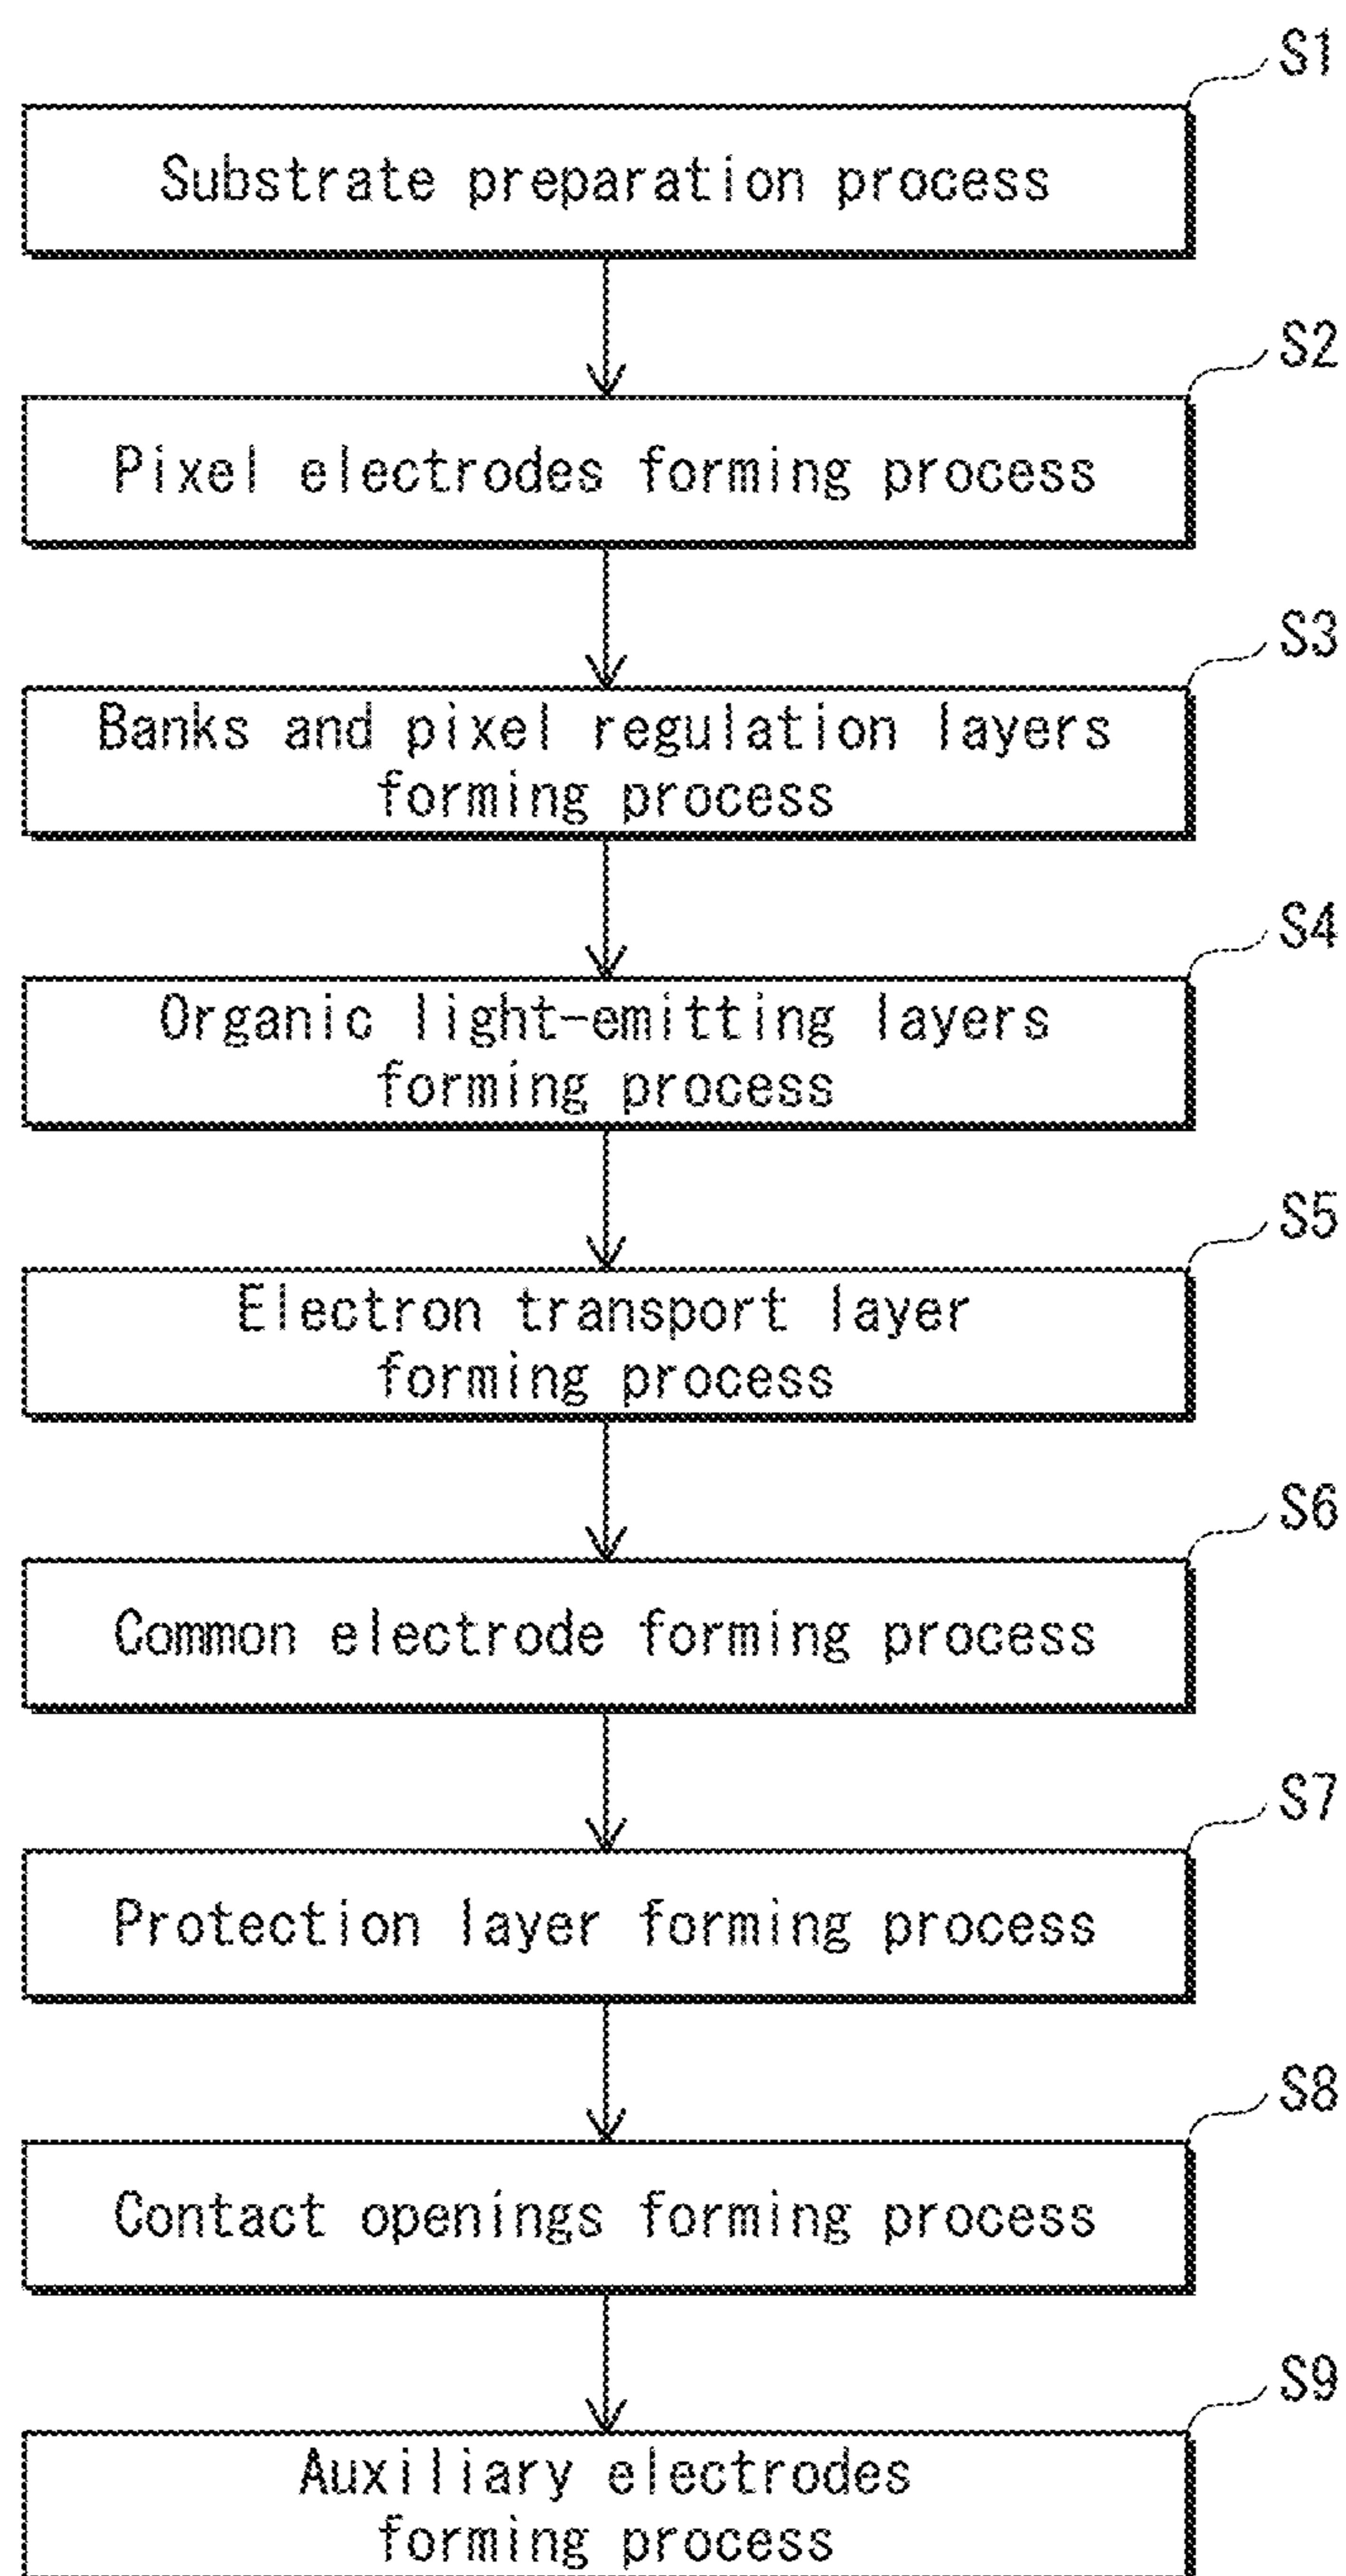 S1
Substrate preparation process
S2
Pixel electrodes forming process
S3
Banks and pixel regulation layers
forming process
S4
Organic light-emitting layers
forming process
S5
Electron transport layer
forming process
S6
Common electrode forming process
S7
Protection layer forming process
S8
Contact openings forming process
S9
Auxiliary electrodes
forming process